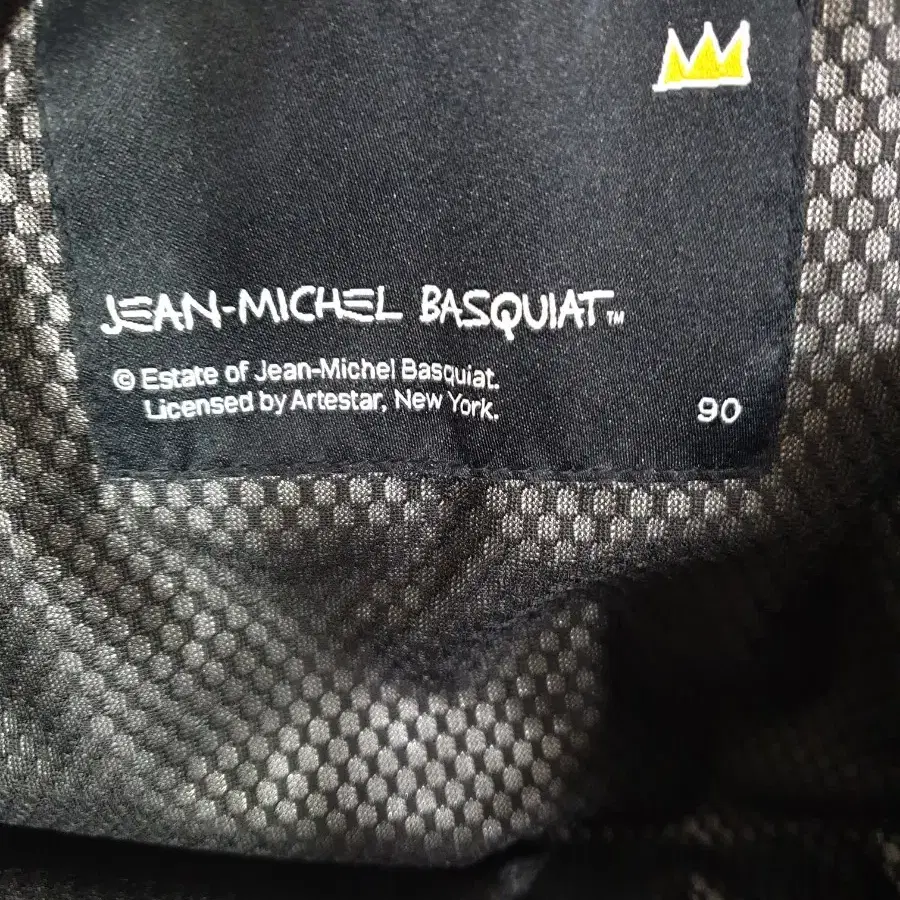 JEAN-MICHEL BASQUIAT™
© Estate of Jean-Michel Basquiat.
Licensed by Artestar, New York.
90